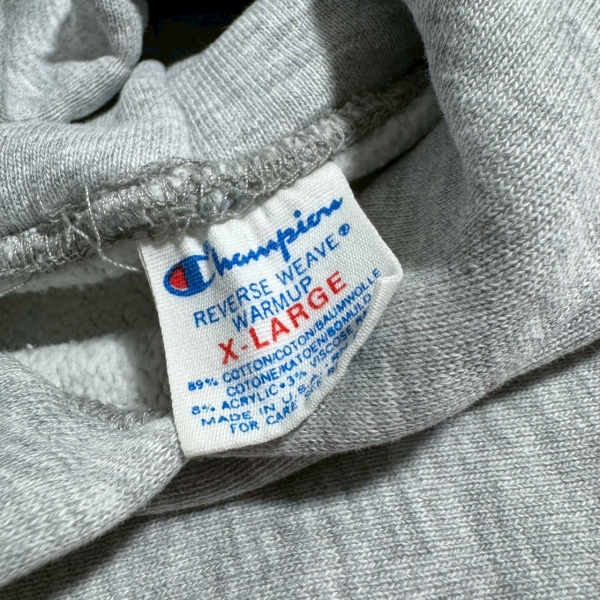 Champion
REVERSE WEAVE®
WARMUP
X-LARGE
89% COTTON/COTON/BAUMWOLLE
COTONE/KATOEN/BOMULD
8% ACRYLIC•3% VISCOSE
MADE IN U.S.A.
FOR CARE SEE